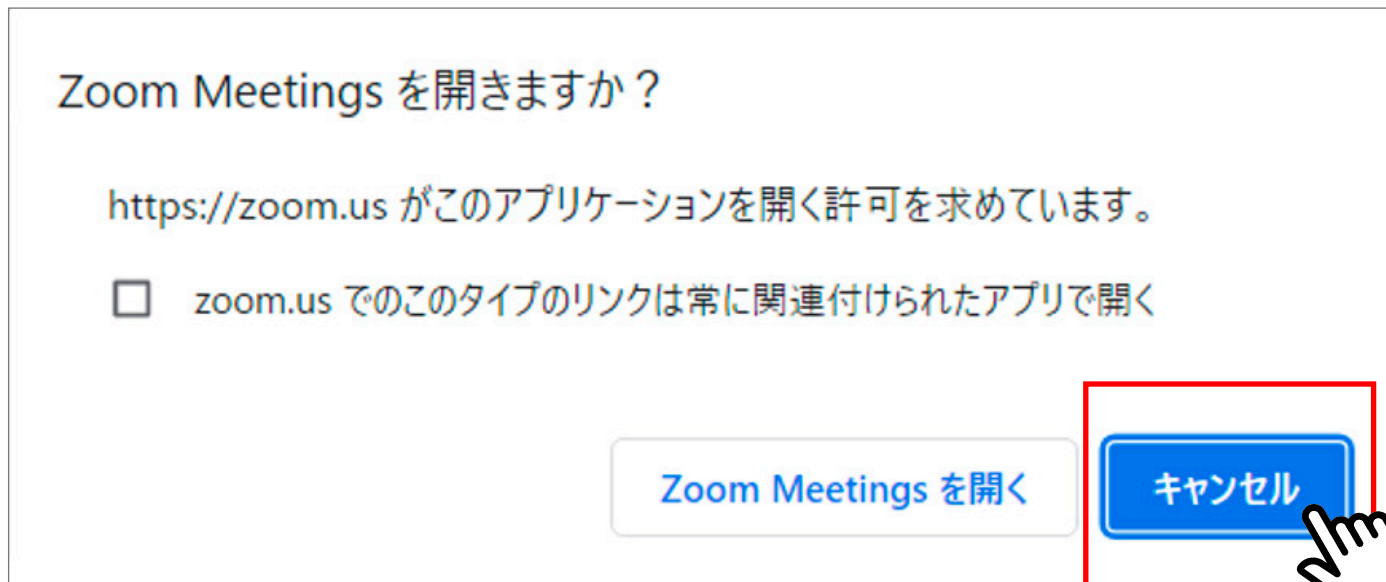 Zoom Meetings を開きますか？
https://zoom.us がこのアプリケーションを開く許可を求めています。
zoom.us でのこのタイプのリンクは常に関連付けられたアプリで開く
Zoom Meetings を開く
キャンセル